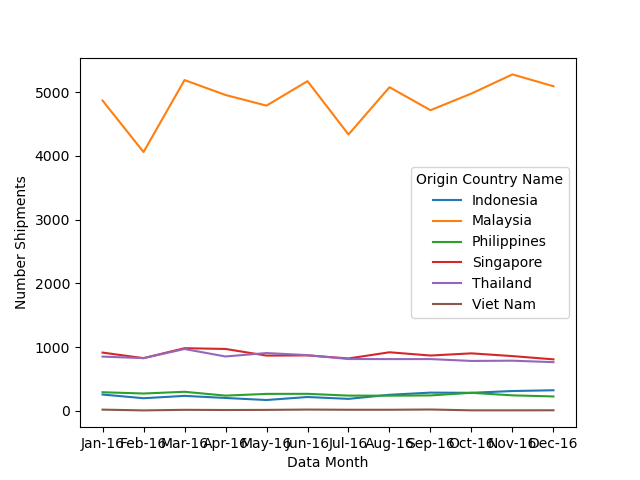 5000
4000
3000
2000
1000
0
Number Shipments
Origin Country Name
Indonesia
Malaysia
Philippines
Singapore
Thailand
Viet Nam
Jan-16 Feb-16 Mar-16 Apr-16 May-16 Jun-16 Jul-16 Aug-16 Sep-16 Oct-16 Nov-16 Dec-16
Data Month